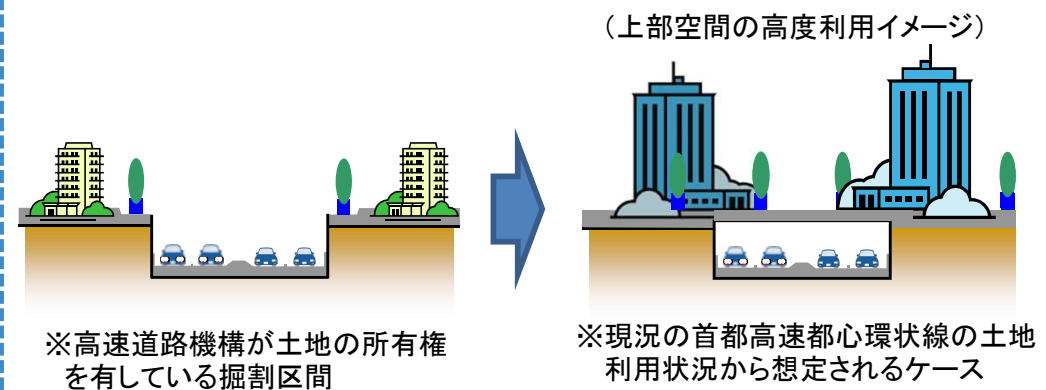 （上部空間の高度利用イメージ）
※高速道路機構が土地の所有権
を有している掘割区間
※現況の首都高速都心環状線の土地
利用状況から想定されるケース